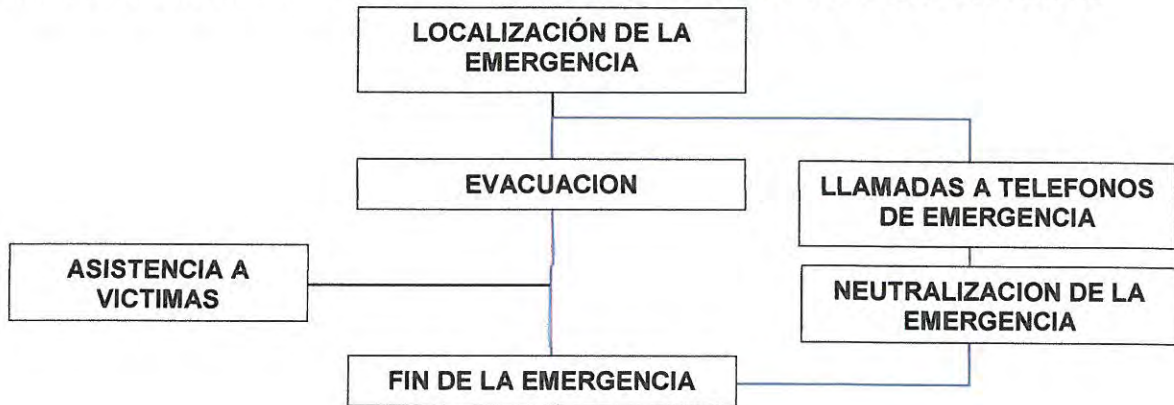 LOCALIZACIÓN DE LA
EMERGENCIA
EVACUACION
LLAMADAS A TELEFONOS
DE EMERGENCIA
ASISTENCIA A
VICTIMAS
NEUTRALIZACION DE LA
EMERGENCIA
FIN DE LA EMERGENCIA